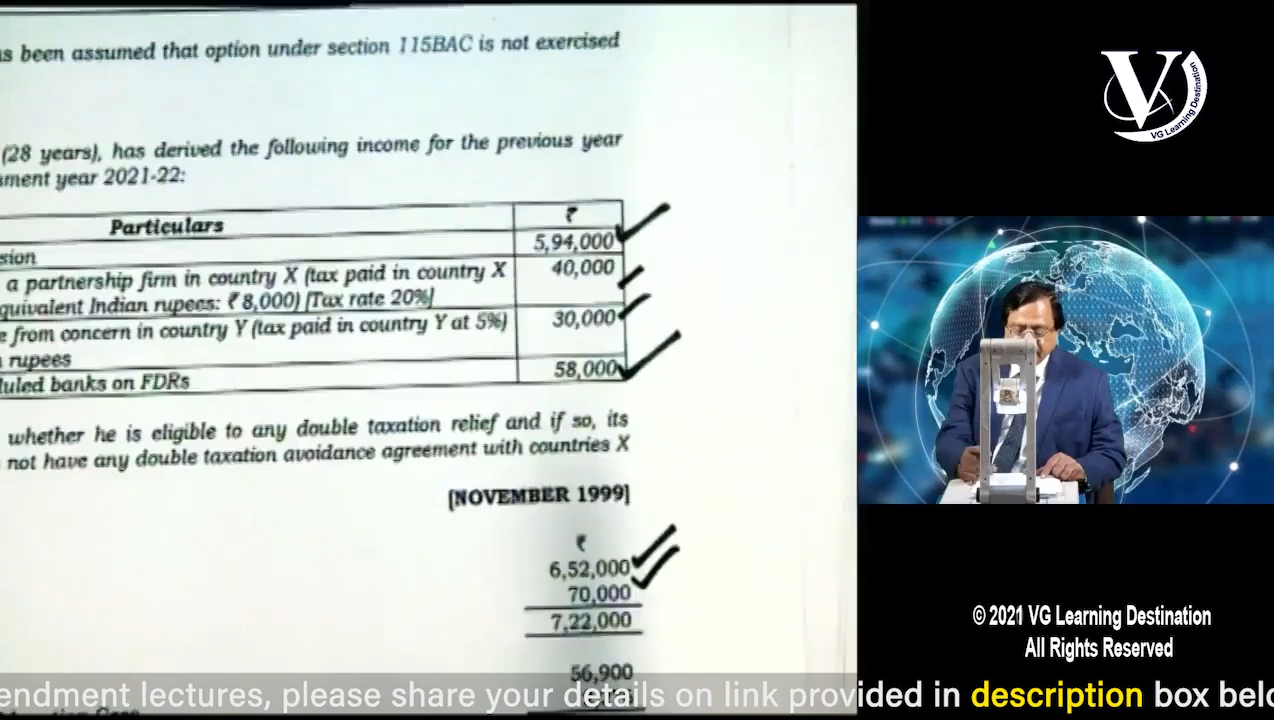 s been assumed that option under section 115BAC is not exercised
(28 years), has derived the following income for the previous year
ment year 2021-22:
Particulars ₹
sion 5,94,000
a partnership firm in country X (tax paid in country X 40,000
quivalent Indian rupees: ₹ 8,000) [Tax rate 20%]
e from concern in country Y (tax paid in country Y at 5%) 30,000
rupees
luled banks on FDRs 58,000
whether he is eligible to any double taxation relief and if so, its
not have any double taxation avoidance agreement with countries X
[NOVEMBER 1999]
₹
6,52,000
70,000
7,22,000
56,900
endment lectures, please share your details on link provided in description box belo
V
VG Learning Destination
© 2021 VG Learning Destination
All Rights Reserved